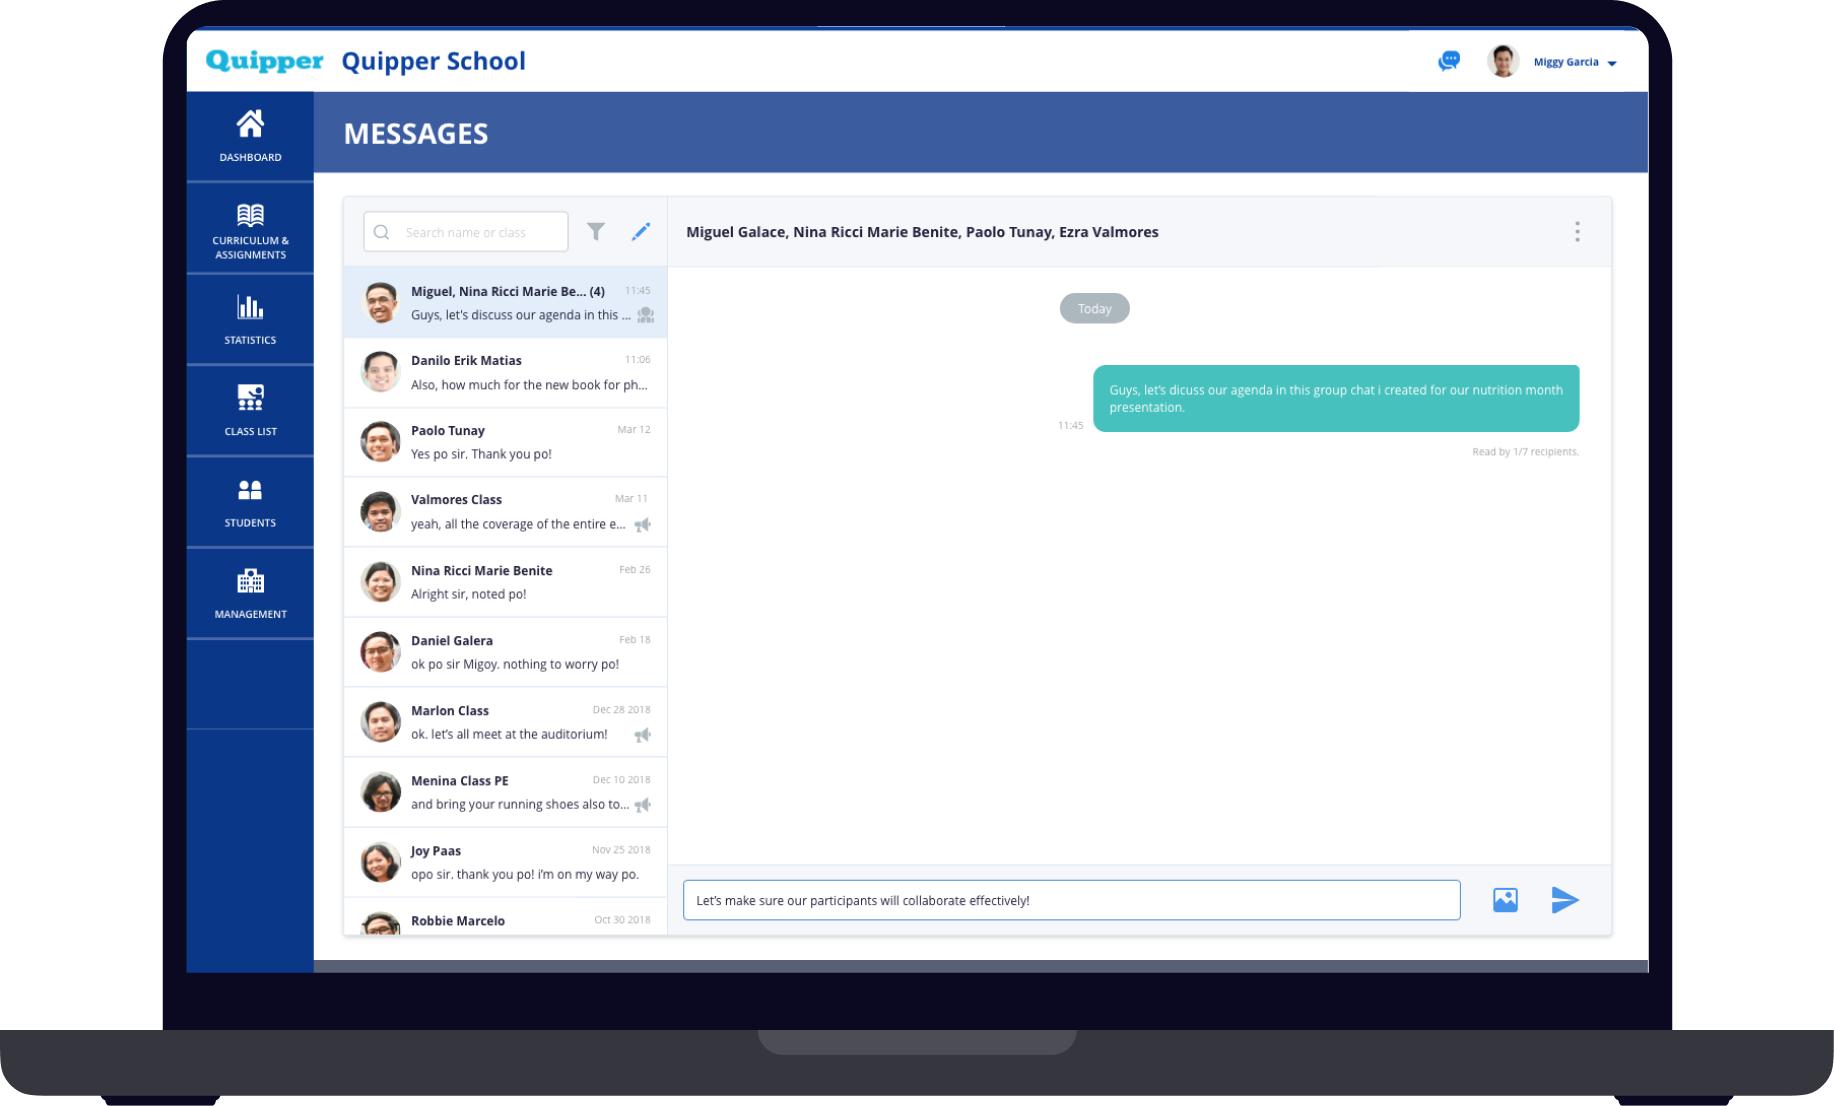 Quipper Quipper School
Miggy Garcia
DASHBOARD
CURRICULUM &
ASSIGNMENTS
STATISTICS
CLASS LIST
STUDENTS
MANAGEMENT
MESSAGES
Search name or class
Miguel, Nina Ricci Marie Be... (4) 11:45
Guys, let's discuss our agenda in this ...
Danilo Erik Matias 11:06
Also, how much for the new book for ph...
Paolo Tunay Mar 12
Yes po sir. Thank you po!
Valmores Class Mar 11
yeah, all the coverage of the entire e...
Nina Ricci Marie Benite Feb 26
Alright sir, noted po!
Daniel Galera Feb 18
ok po sir Migoy. nothing to worry po!
Marlon Class Dec 28 2018
ok. let's all meet at the auditorium!
Menina Class PE Dec 10 2018
and bring your running shoes also to...
Joy Paas Nov 25 2018
opo sir. thank you po! i'm on my way po.
Robbie Marcelo Oct 30 2018
Miguel Galace, Nina Ricci Marie Benite, Paolo Tunay, Ezra Valmores
Today
Guys, let's dicuss our agenda in this group chat i created for our nutrition month
presentation.
11:45
Read by 1/7 recipients.
Let's make sure our participants will collaborate effectively!